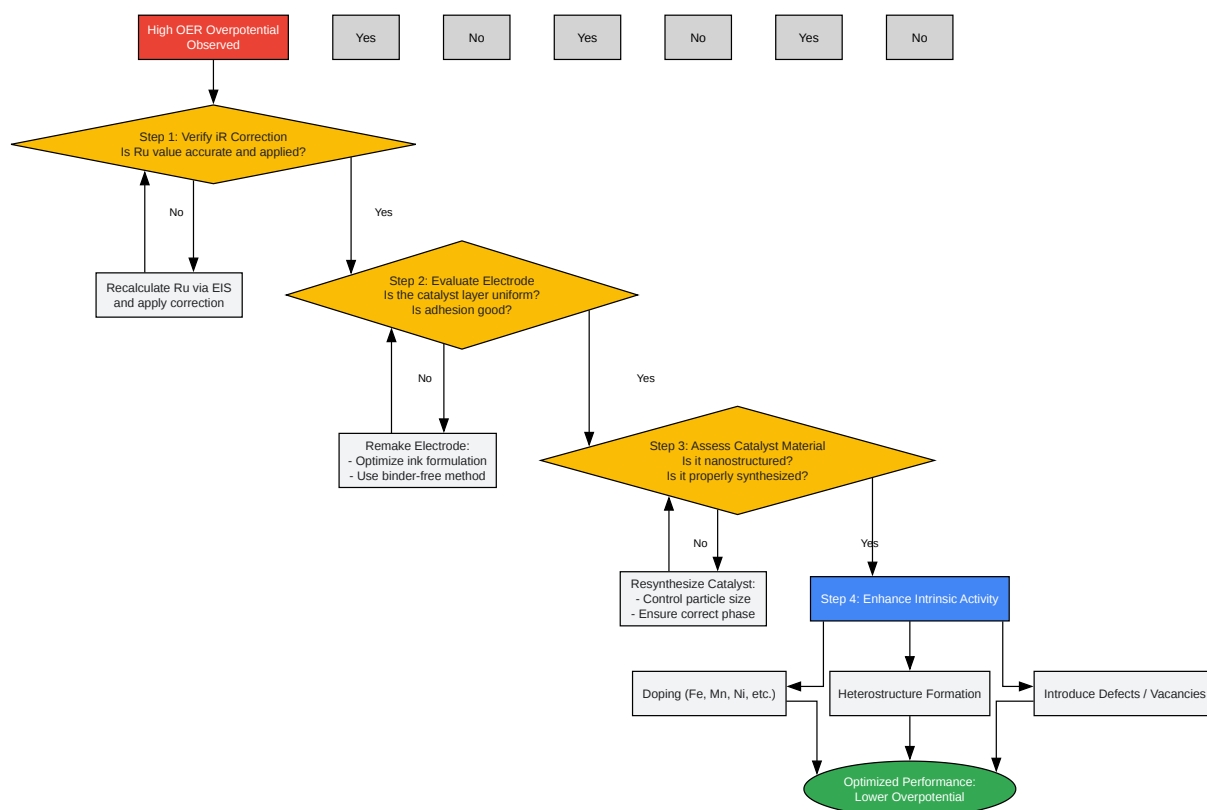 High OER Overpotential
Observed
Yes
No
Yes
No
Yes
No
Step 1: Verify iR Correction
Is Ru value accurate and applied?
No
Yes
Recalculate Ru via EIS
and apply correction
Step 2: Evaluate Electrode
Is the catalyst layer uniform?
Is adhesion good?
No
Yes
Remake Electrode:
- Optimize ink formulation
- Use binder-free method
Step 3: Assess Catalyst Material
Is it nanostructured?
Is it properly synthesized?
No
Yes
Resynthesize Catalyst:
- Control particle size
- Ensure correct phase
Step 4: Enhance Intrinsic Activity
Doping (Fe, Mn, Ni, etc.)
Heterostructure Formation
Introduce Defects / Vacancies
Optimized Performance:
Lower Overpotential